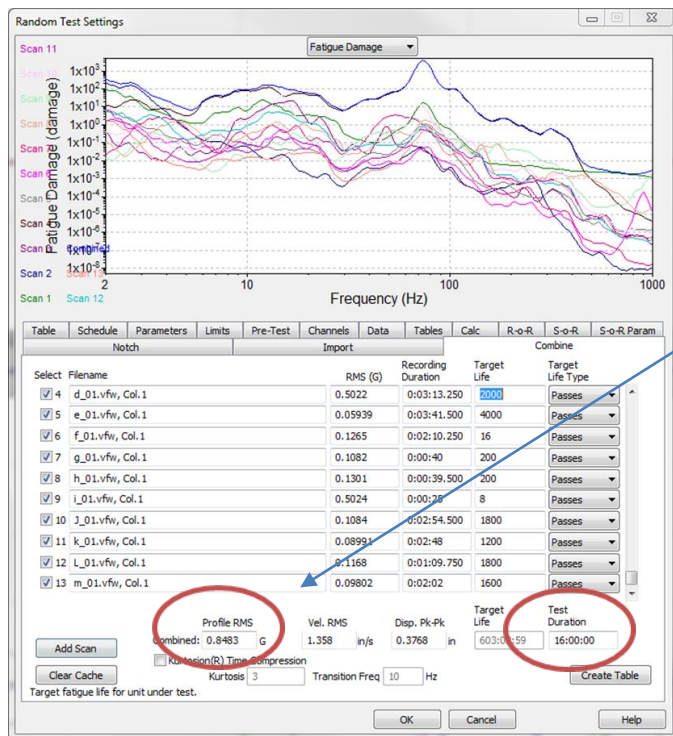 Random Test Settings
Scan 11
Fatigue Damage
Fatigue Damage (damage)
1x10³
1x10²
1x10¹
1x10⁰
1x10⁻¹
1x10⁻²
1x10⁻³
1x10⁻⁴
1x10⁻⁵
1x10⁻⁶
1x10⁻⁷
1x10⁻⁸
Combined
Scan 2
Scan 13
Scan 1
Scan 12
2
10
100
1000
Frequency (Hz)
Table Schedule Parameters Limits Pre-Test Channels Data Tables Calc R-o-R S-o-R S-o-R Param
Notch Import Combine
Select Filename RMS (G) Recording Duration Target Life Target Life Type
4 d_01.vfw, Col.1 0.5022 0:03:13.250 2000 Passes
5 e_01.vfw, Col.1 0.05939 0:03:41.500 4000 Passes
6 f_01.vfw, Col.1 0.1265 0:02:10.250 16 Passes
7 g_01.vfw, Col.1 0.1082 0:00:40 200 Passes
8 h_01.vfw, Col.1 0.1301 0:00:39.500 200 Passes
9 i_01.vfw, Col.1 0.5024 0:00:25 8 Passes
10 J_01.vfw, Col.1 0.1084 0:02:54.500 1800 Passes
11 k_01.vfw, Col.1 0.08991 0:02:48 1200 Passes
12 L_01.vfw, Col.1 0.1168 0:01:09.750 1800 Passes
13 m_01.vfw, Col.1 0.09802 0:02:02 1600 Passes
Profile RMS Vel. RMS Disp. Pk-Pk Target Life Test Duration
Add Scan Combined: 0.8483 G 1.358 in/s 0.3768 in 16:00:00
Kurtosion(R) Time Compression
Clear Cache Kurtosis 3 Transition Freq 10 Hz Create Table
Target fatigue life for unit under test.
OK Cancel Help